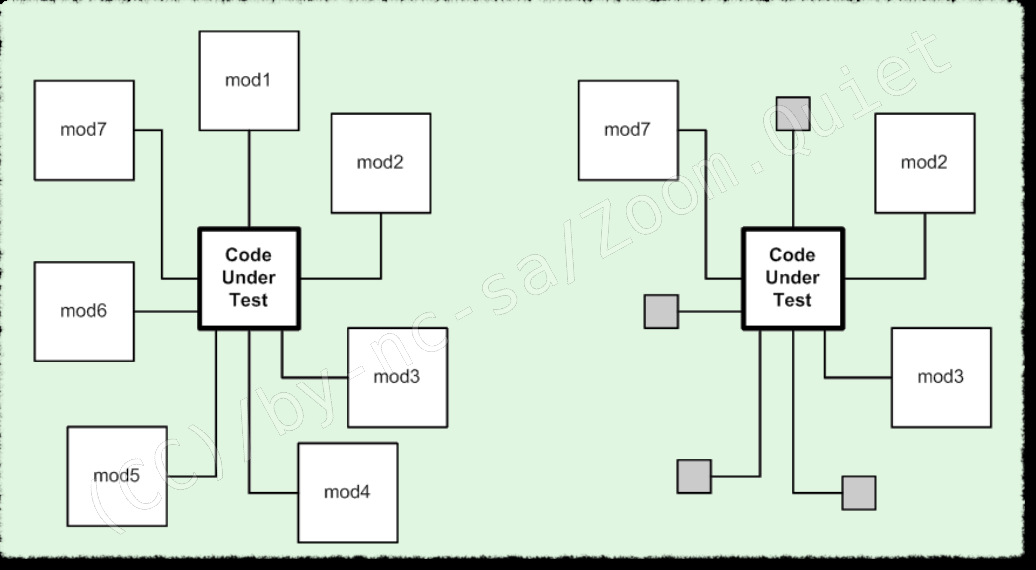 mod1
mod7
mod2
Code
Under
Test
mod6
mod3
mod5
mod4
mod7
mod2
Code
Under
Test
mod3
(CC)/by-nc-sa/Zoom.Quiet